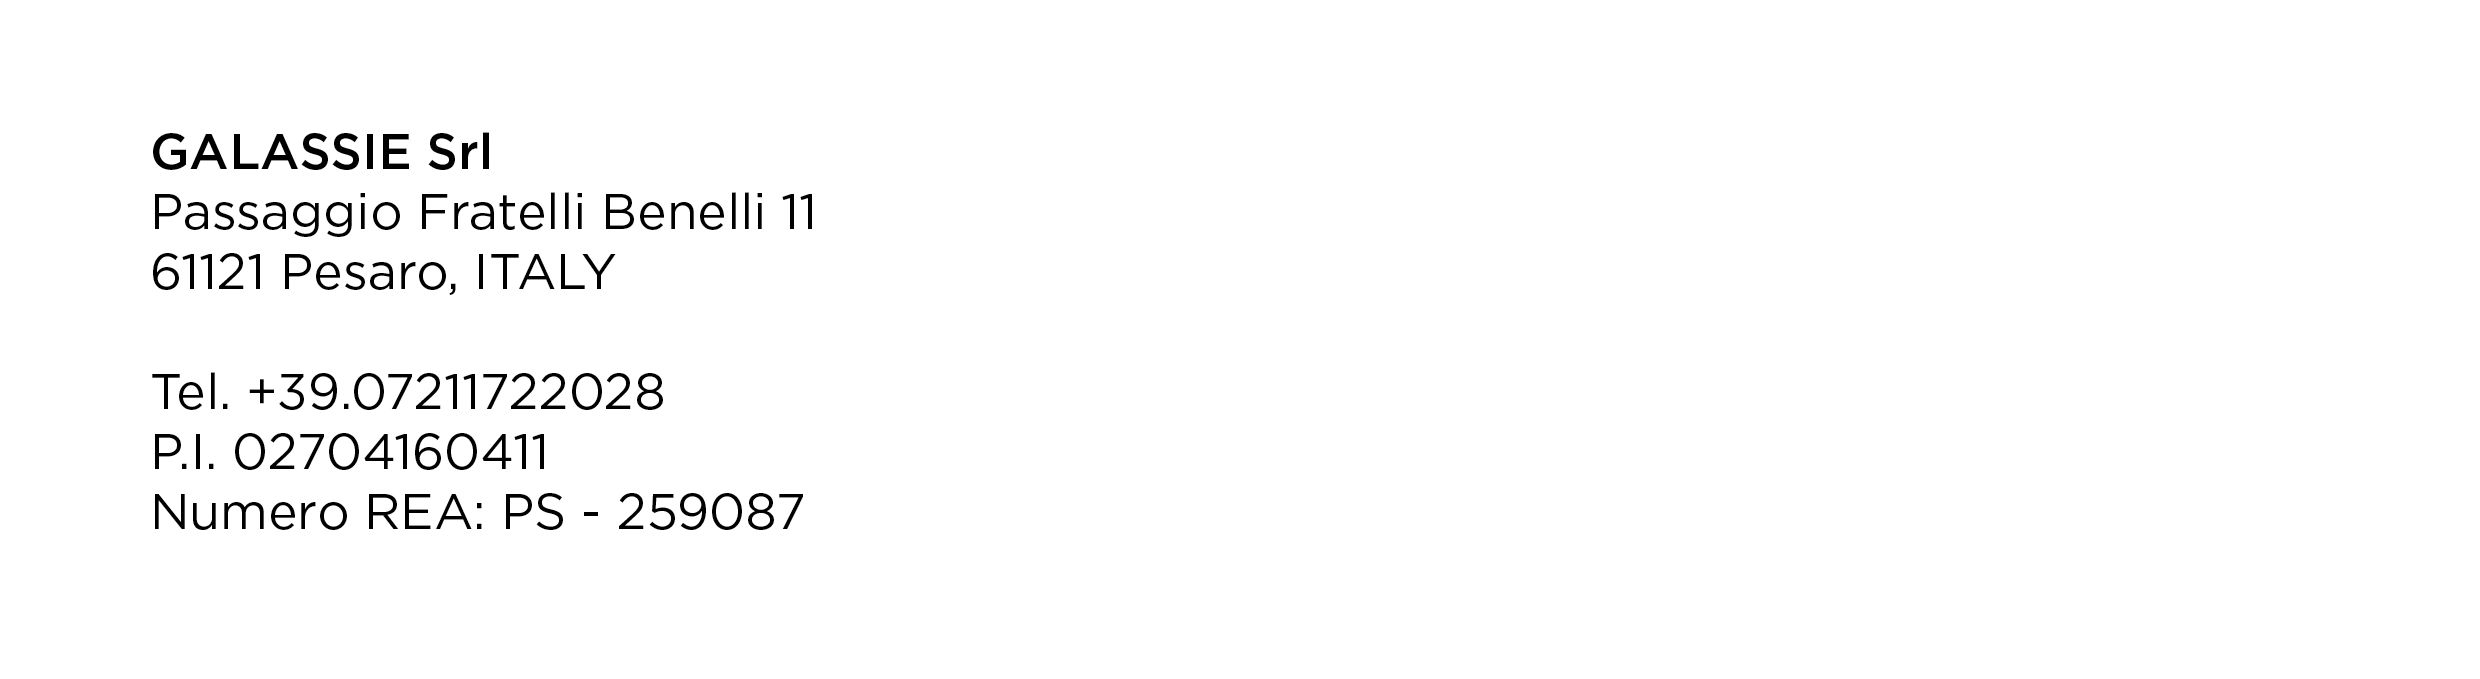 GALASSIE Srl
Passaggio Fratelli Benelli 11
61121 Pesaro, ITALY
Tel. +39.07211722028
P.I. 02704160411
Numero REA: PS - 259087